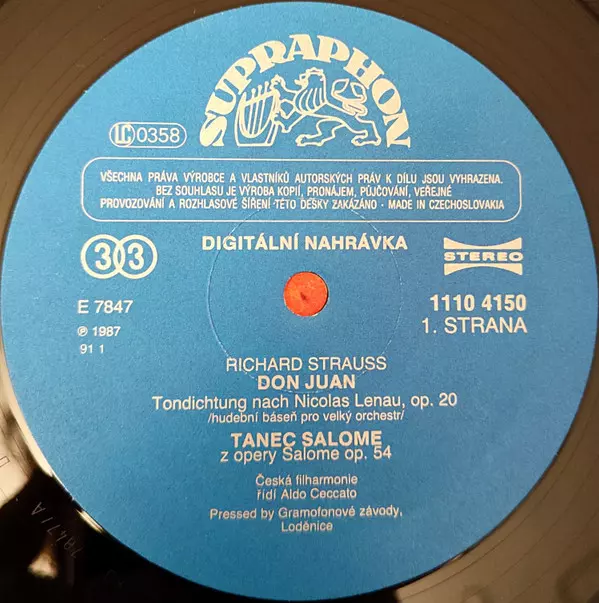 SUPRAPHON
LC 0358
VŠECHNA PRÁVA VÝROBCE A VLASTNÍKŮ AUTORSKÝCH PRÁV K DÍLU JSOU VYHRAZENA.
BEZ SOUHLASU JE VÝROBA KOPIÍ, PRONÁJEM, PŮJČOVÁNÍ, VEŘEJNÉ
PROVOZOVÁNÍ A ROZHLASOVÉ ŠÍŘENÍ TÉTO DESKY ZAKÁZÁNO - MADE IN CZECHOSLOVAKIA
33
DIGITÁLNÍ NAHRÁVKA
STEREO
E 7847
1110 4150
℗ 1987
1. STRANA
91 1
RICHARD STRAUSS
DON JUAN
Tondichtung nach Nicolas Lenau, op. 20
/hudební báseň pro velký orchestr/
TANEC SALOME
z opery Salome op. 54
Česká filharmonie
řídí Aldo Ceccato
Pressed by Gramofonové závody,
Loděnice